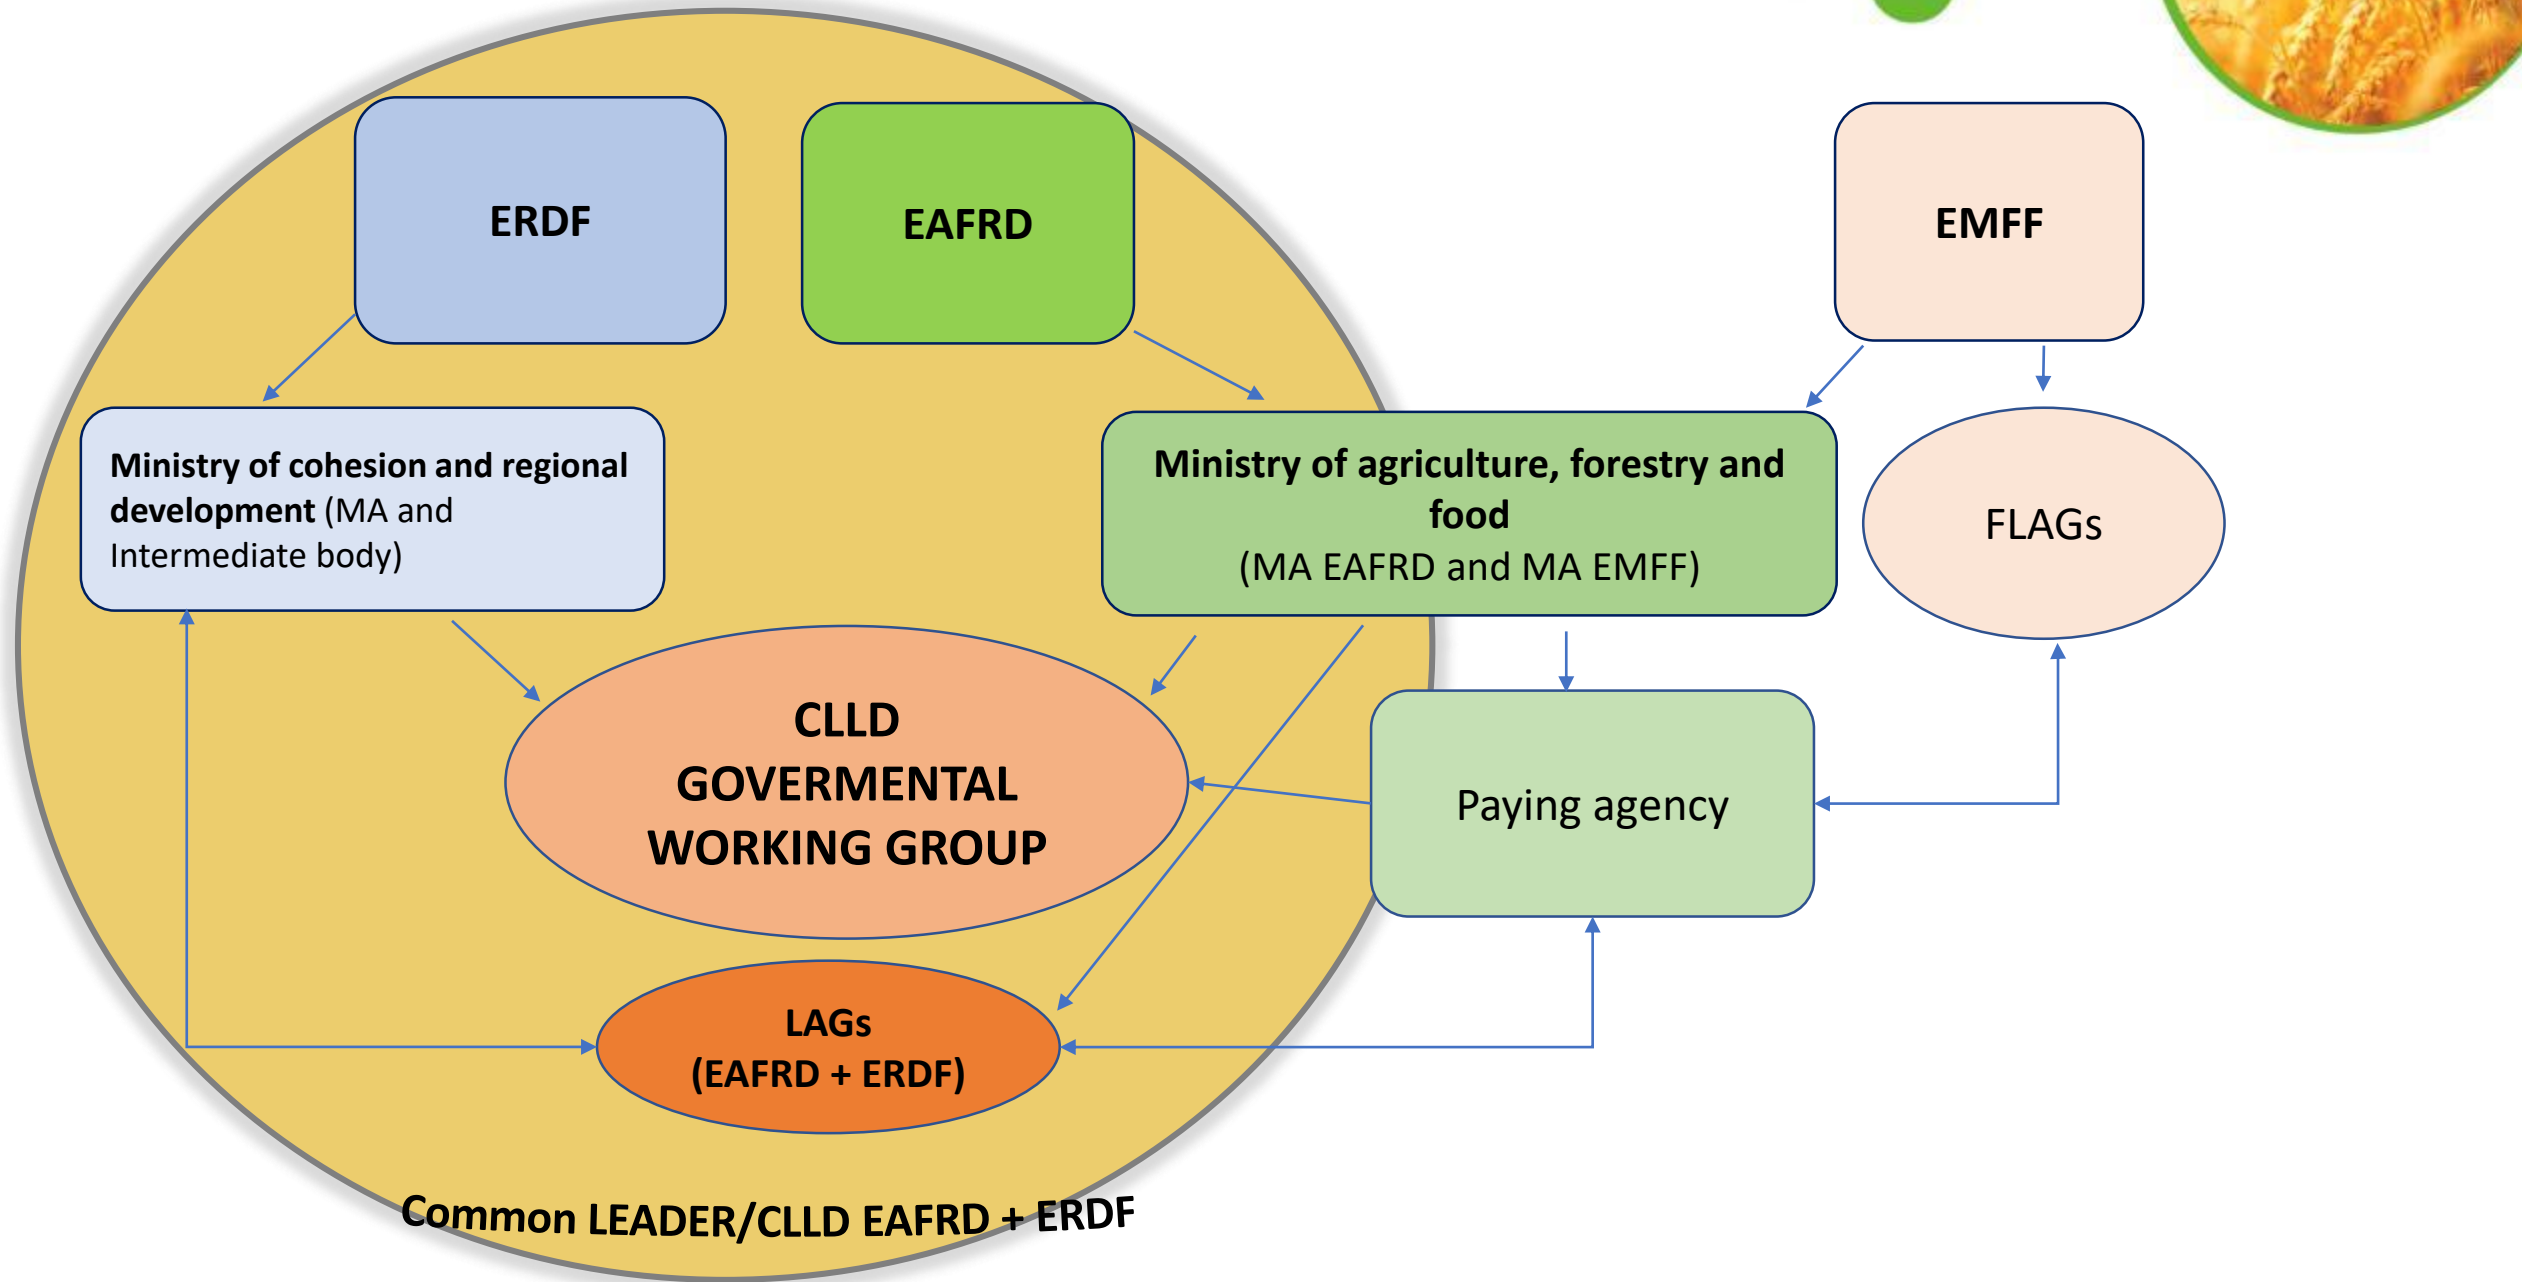 ERDF
EAFRD
EMFF
Ministry of cohesion and regional
development (MA and
Intermediate body)
Ministry of agriculture, forestry and
food
(MA EAFRD and MA EMFF)
FLAGs
CLLD
GOVERMENTAL
WORKING GROUP
Paying agency
LAGs
(EAFRD + ERDF)
Common LEADER/CLLD EAFRD + ERDF